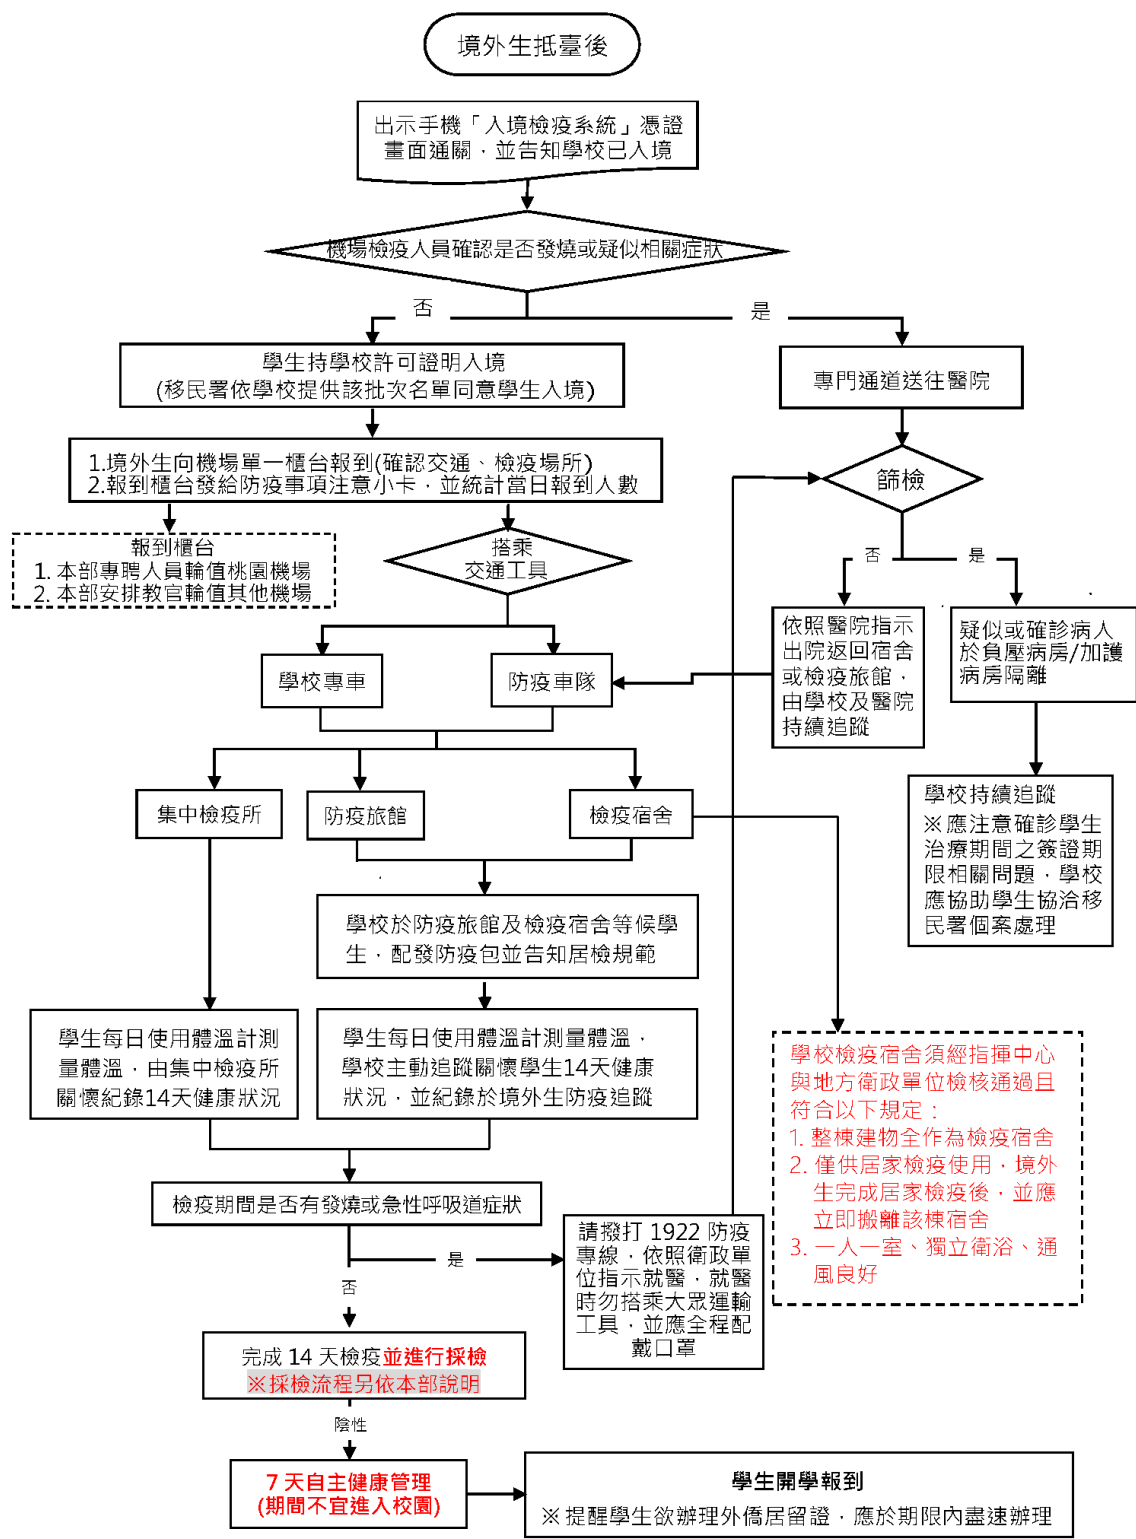 境外生抵臺後
出示手機「入境檢疫系統」憑證
畫面通關，並告知學校已入境
機場檢疫人員確認是否發燒或疑似相關症狀
否
是
學生持學校許可證明入境
(移民署依學校提供該批次名單同意學生入境)
專門通道送往醫院
1.境外生向機場單一櫃台報到(確認交通、檢疫場所)
2.報到櫃台發給防疫事項注意小卡，並統計當日報到人數
篩檢
報到櫃台
1. 本部專聘人員輪值桃園機場
2. 本部安排教官輪值其他機場
搭乘
交通工具
否
是
依照醫院指示
出院返回宿舍
或檢疫旅館，
由學校及醫院
持續追蹤
疑似或確診病人
於負壓病房/加護
病房隔離
學校專車
防疫車隊
集中檢疫所
防疫旅館
檢疫宿舍
學校持續追蹤
※應注意確診學生
治療期間之簽證期
限相關問題，學校
應協助學生協洽移
民署個案處理
學校於防疫旅館及檢疫宿舍等候學
生，配發防疫包並告知居檢規範
學生每日使用體溫計測
量體溫，由集中檢疫所
關懷紀錄14天健康狀況
學生每日使用體溫計測量體溫，
學校主動追蹤關懷學生14天健康
狀況，並紀錄於境外生防疫追蹤
學校檢疫宿舍須經指揮中心
與地方衛政單位檢核通過且
符合以下規定：
1. 整棟建物全作為檢疫宿舍
2. 僅供居家檢疫使用，境外
生完成居家檢疫後，並應
立即搬離該棟宿舍
3. 一人一室、獨立衛浴、通
風良好
檢疫期間是否有發燒或急性呼吸道症狀
是
否
請撥打 1922 防疫
專線，依照衛政單
位指示就醫，就醫
時勿搭乘大眾運輸
工具，並應全程配
戴口罩
完成 14 天檢疫並進行採檢
※採檢流程另依本部說明
陰性
7 天自主健康管理
(期間不宜進入校園)
學生開學報到
※提醒學生欲辦理外僑居留證，應於期限內盡速辦理